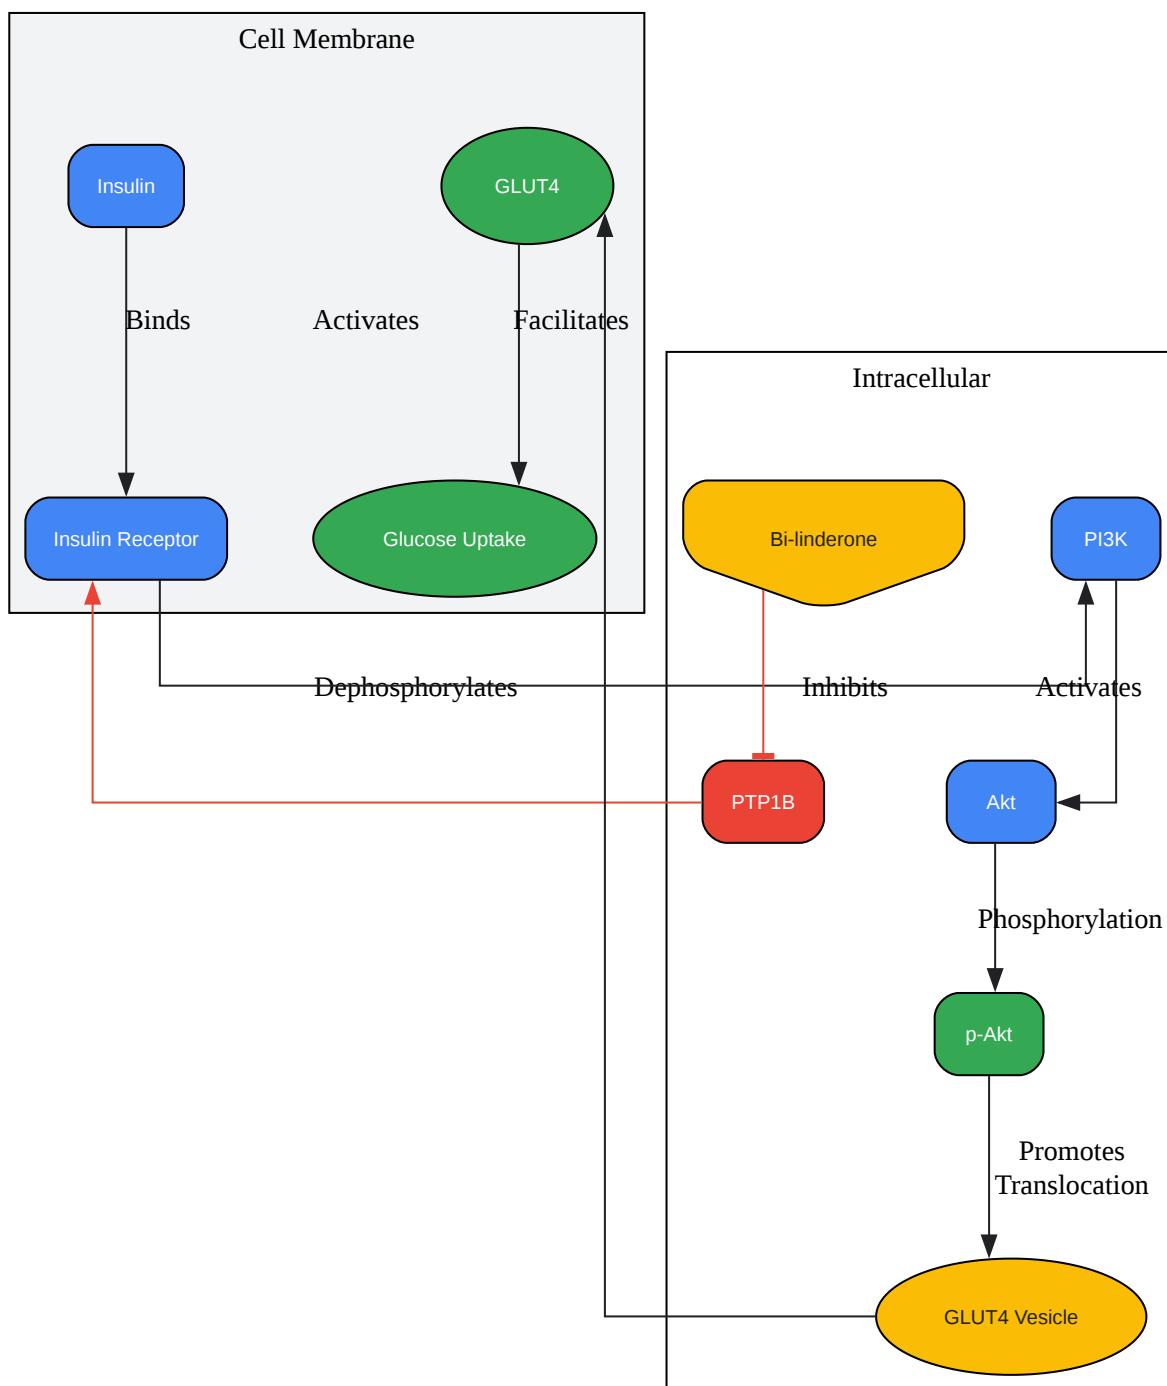 Cell Membrane
Insulin
GLUT4
Binds
Activates
Facilitates
Intracellular
Insulin Receptor
Glucose Uptake
Bi-linderone
PI3K
Dephosphorylates
Inhibits
Activates
PTP1B
Akt
Phosphorylation
p-Akt
Promotes
Translocation
GLUT4 Vesicle